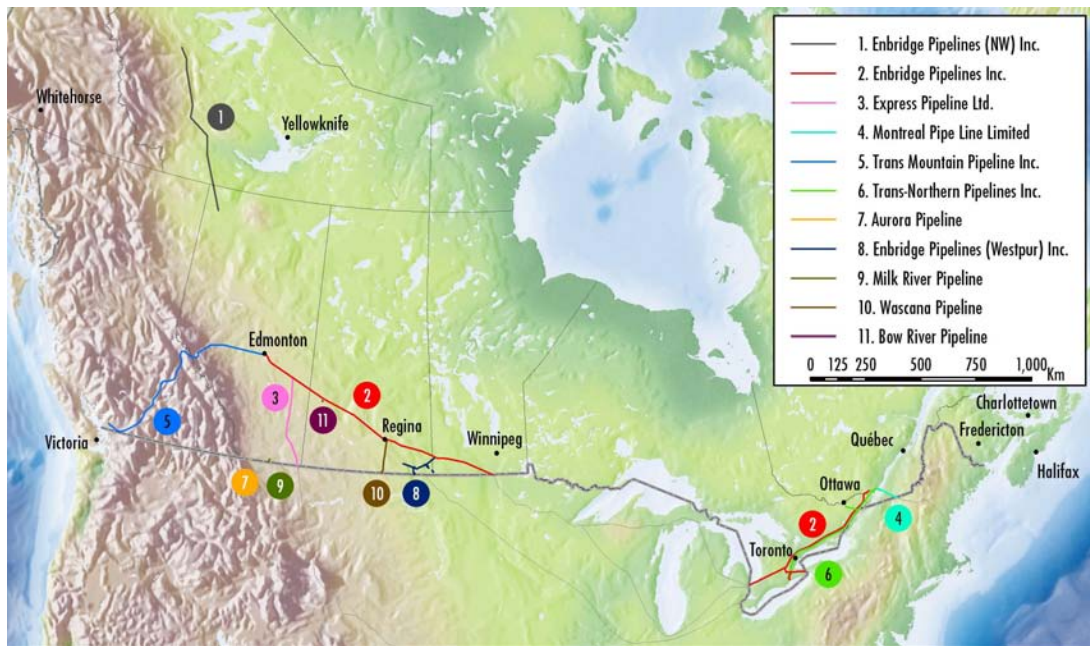 1. Enbridge Pipelines (NW) Inc.
2. Enbridge Pipelines Inc.
3. Express Pipeline Ltd.
4. Montreal Pipe Line Limited
5. Trans Mountain Pipeline Inc.
6. Trans-Northern Pipelines Inc.
7. Aurora Pipeline
8. Enbridge Pipelines (Westpur) Inc.
9. Milk River Pipeline
10. Wascana Pipeline
11. Bow River Pipeline
0 125 250 500 750 1,000 Km
Whitehorse
1
Yellowknife
Edmonton
3
2
11
5
Regina
Victoria
Winnipeg
7
9
10
8
Charlottetown
Fredericton
Québec
Halifax
Ottawa
2
4
Toronto
6